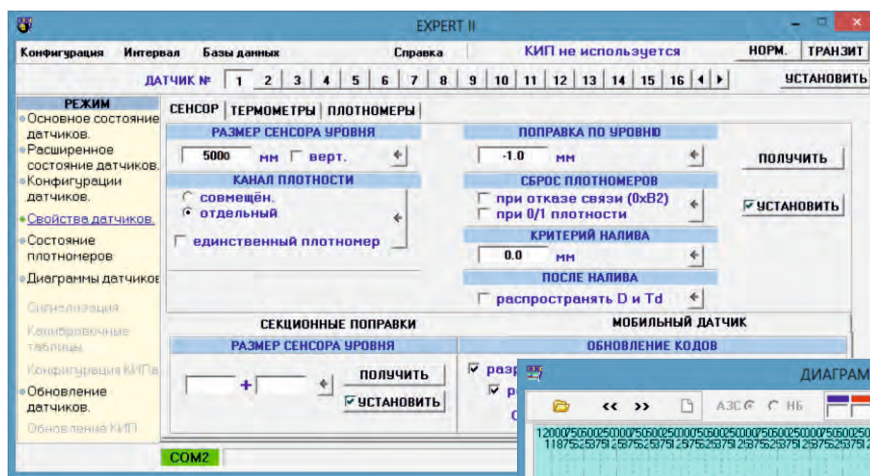 EXPERT II
Конфигурация Интервал Базы данных Справка КИП не используется НОРМ. ТРАНЗИТ
ДАТЧИК № 1 2 3 4 5 6 7 8 9 10 11 12 13 14 15 16 УСТАНОВИТЬ
РЕЖИМ
Основное состояние
датчиков.
Расширенное
состояние датчиков.
Конфигурации
датчиков.
Свойства датчиков.
Состояние
плотномеров
Диаграммы датчиков
Сигнализация
Калибровочные
таблицы
Конфигурация КИПа
Обновление
датчиков.
Обновление КИП
СЕНСОР ТЕРМОМЕТРЫ ПЛОТНОМЕРЫ
РАЗМЕР СЕНСОРА УРОВНЯ
5000 мм верт.
КАНАЛ ПЛОТНОСТИ
совмещён.
отдельный
единственный плотномер
ПОПРАВКА ПО УРОВНЮ
-1.0 мм
СБРОС ПЛОТНОМЕРОВ
при отказе связи (0xB2)
при 0/1 плотности
КРИТЕРИЙ НАЛИВА
0.0 мм
ПОСЛЕ НАЛИВА
распространять D и Td
ПОЛУЧИТЬ
УСТАНОВИТЬ
СЕКЦИОННЫЕ ПОПРАВКИ
РАЗМЕР СЕНСОРА УРОВНЯ
+
ПОЛУЧИТЬ
УСТАНОВИТЬ
МОБИЛЬНЫЙ ДАТЧИК
ОБНОВЛЕНИЕ КОДОВ
разр
COM2
ДИАГРАМ
<< >> АЗС НБ